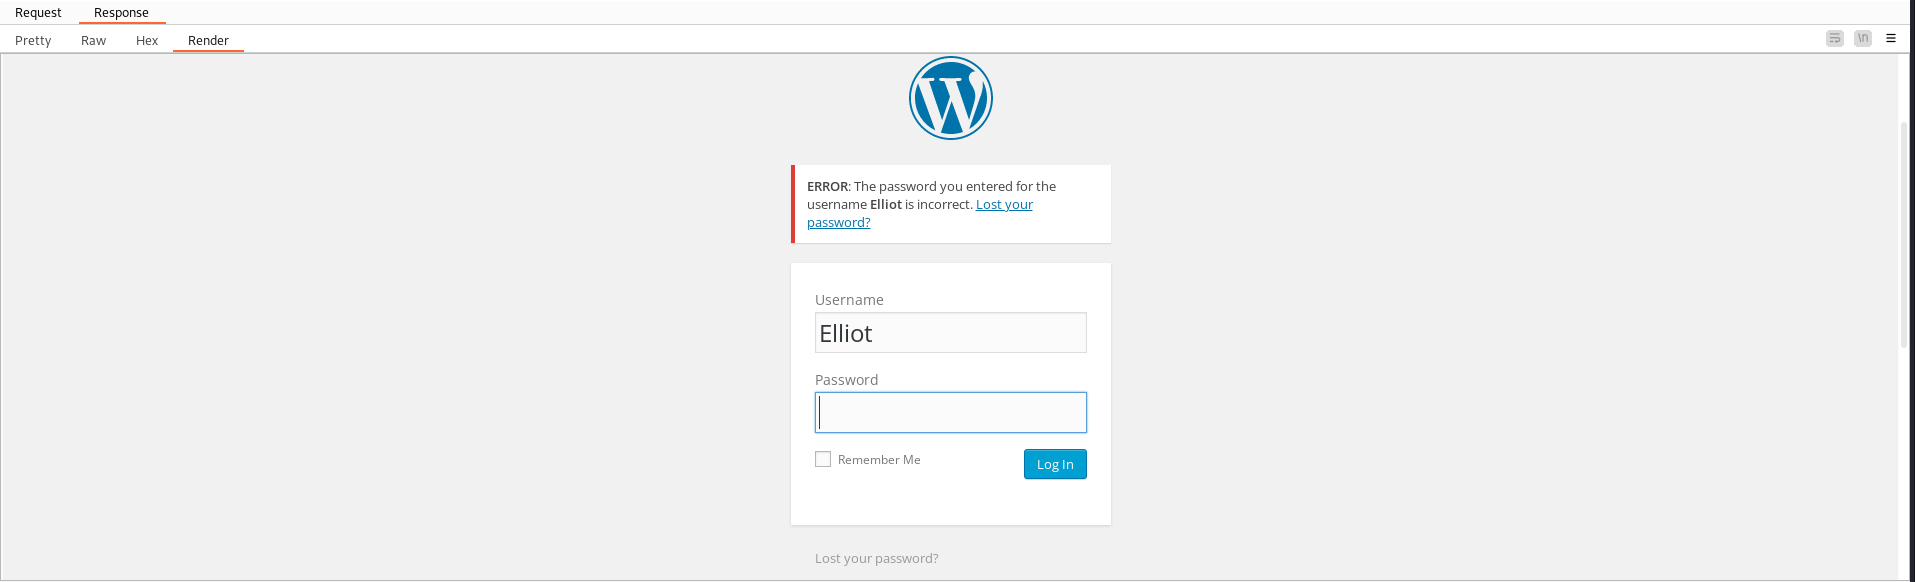 Request Response
Pretty Raw Hex Render
\n
ERROR: The password you entered for the
username Elliot is incorrect. Lost your
password?
Username
Elliot
Password
Remember Me Log In
Lost your password?